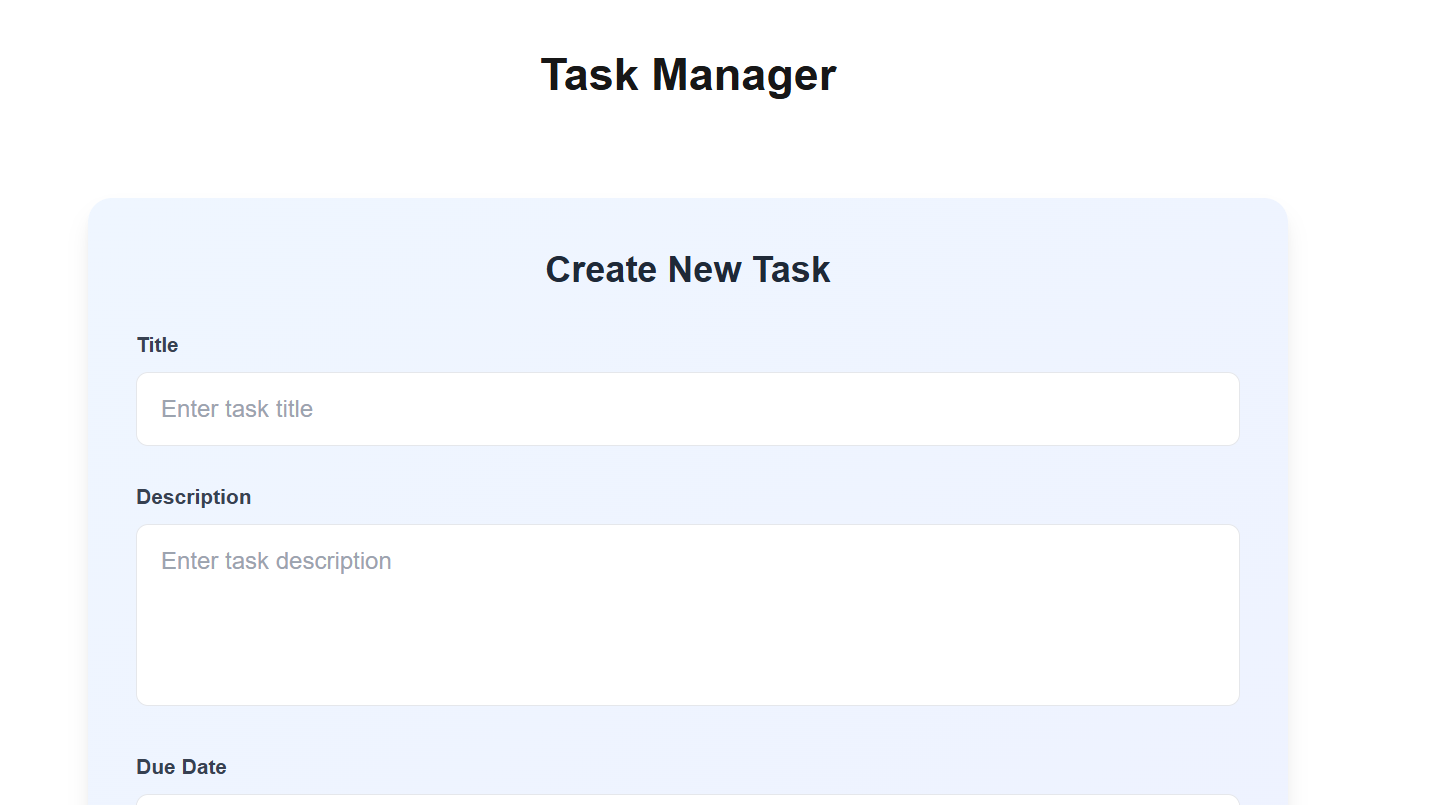 Task Manager
Create New Task
Title
Enter task title
Description
Enter task description
Due Date